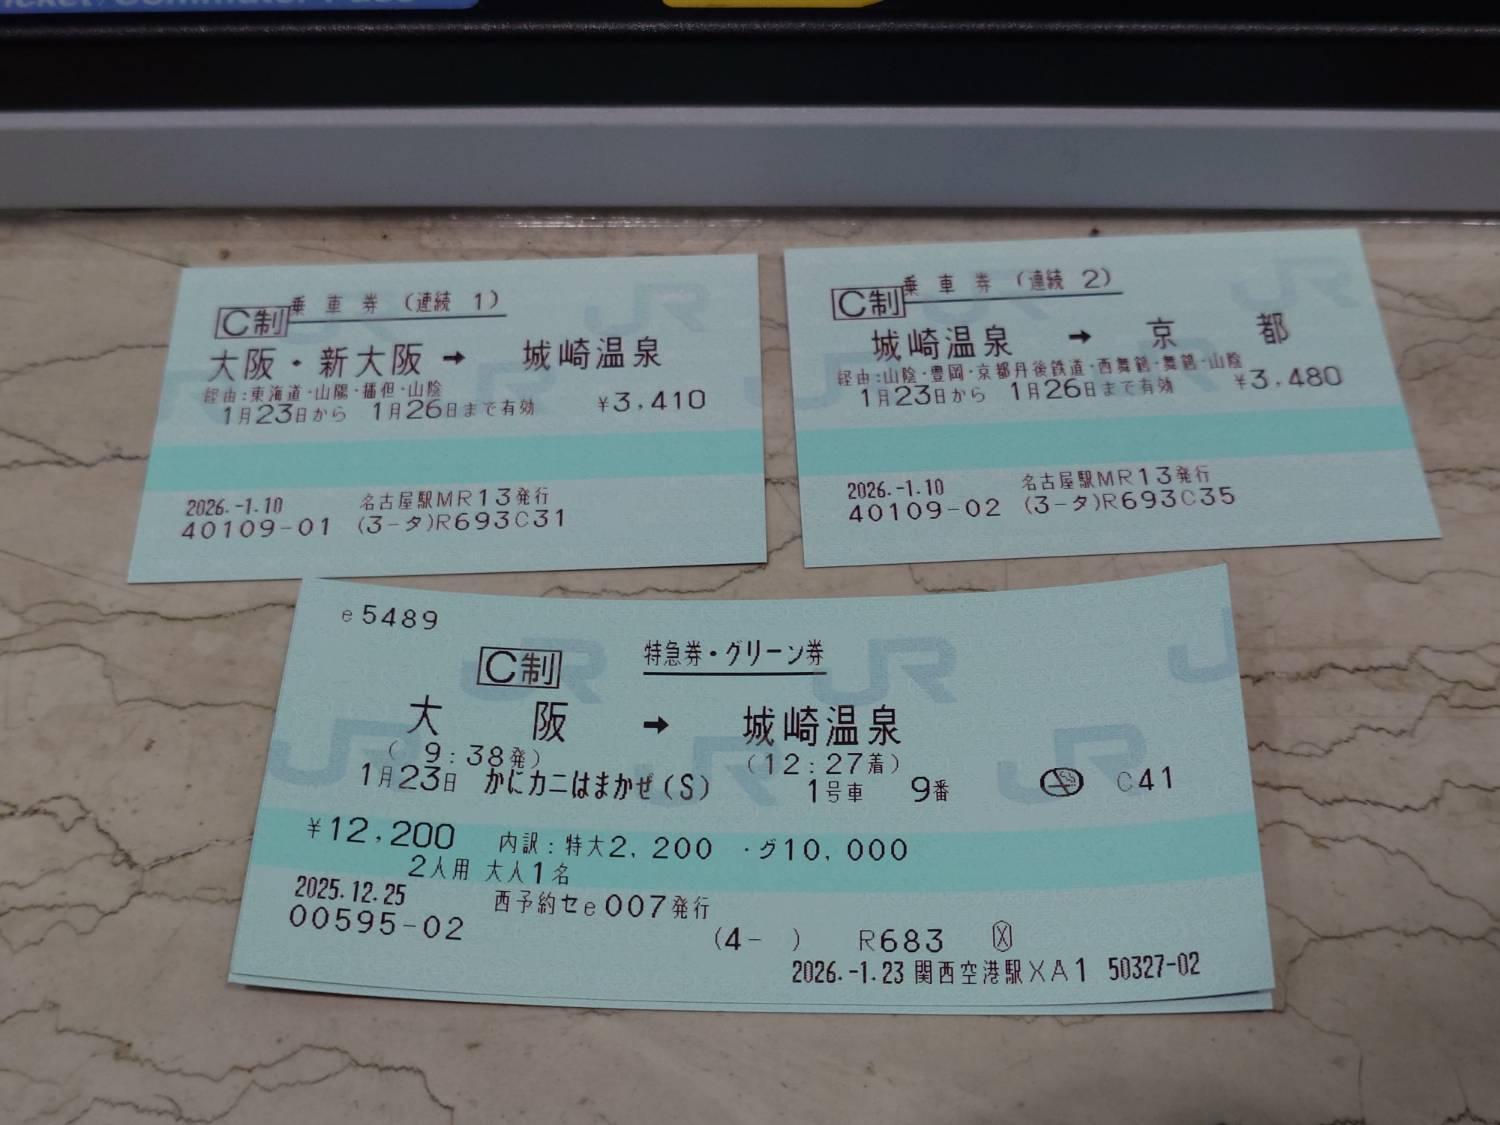 Ticket/Commuter Pass
乗車券（連続 1）
C制
大阪・新大阪 ➡ 城崎温泉
経由：東海道・山陽・播但・山陰
1月23日から 1月26日まで有効 ¥3,410
2026.-1.10 名古屋駅MR13発行
40109-01 (3-タ)R693C31
乗車券（連続 2）
C制
城崎温泉 ➡ 京都
経由：山陰・豊岡・京都丹後鉄道・西舞鶴・舞鶴・山陰
1月23日から 1月26日まで有効 ¥3,480
2026.-1.10 名古屋駅MR13発行
40109-02 (3-タ)R693C35
e5489
特急券・グリーン券
C制
大阪 ➡ 城崎温泉
( 9:38発) (12:27着)
1月23日 かにカニはまかぜ(S) 1号車 9番 C41
¥12,200 内訳：特大2,200 ・グ10,000
2人用 大人1名
2025.12.25 西予約セe007発行
00595-02 (4- ) R683 X
2026.-1.23 関西空港駅XA1 50327-02